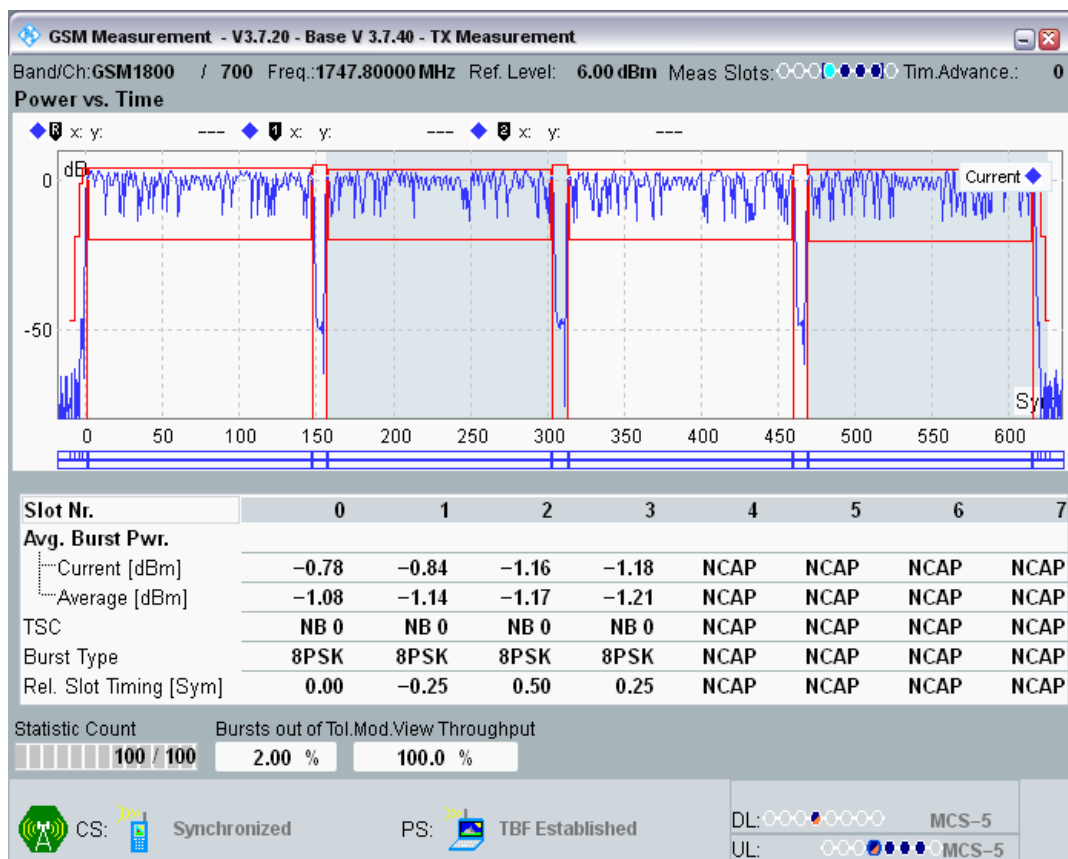 GSM Measurement - V3.7.20 - Base V 3.7.40 - TX Measurement
Band/Ch:GSM1800 / 700 Freq.:1747.80000 MHz Ref. Level: 6.00 dBm Meas Slots: Tim.Advance.: 0
Power vs. Time
R x: y: --- 1 x: y: --- 2 x: y: ---
dB
Current
0
-50
Sy
0 50 100 150 200 250 300 350 400 450 500 550 600
Slot Nr. 0 1 2 3 4 5 6 7
Avg. Burst Pwr.
Current [dBm] −0.78 −0.84 −1.16 −1.18 NCAP NCAP NCAP NCAP
Average [dBm] −1.08 −1.14 −1.17 −1.21 NCAP NCAP NCAP NCAP
TSC NB 0 NB 0 NB 0 NB 0 NCAP NCAP NCAP NCAP
Burst Type 8PSK 8PSK 8PSK 8PSK NCAP NCAP NCAP NCAP
Rel. Slot Timing [Sym] 0.00 −0.25 0.50 0.25 NCAP NCAP NCAP NCAP
Statistic Count Bursts out of Tol. Mod.View Throughput
100 / 100 2.00 % 100.0 %
CS: Synchronized PS: TBF Established DL: MCS−5
UL: MCS−5